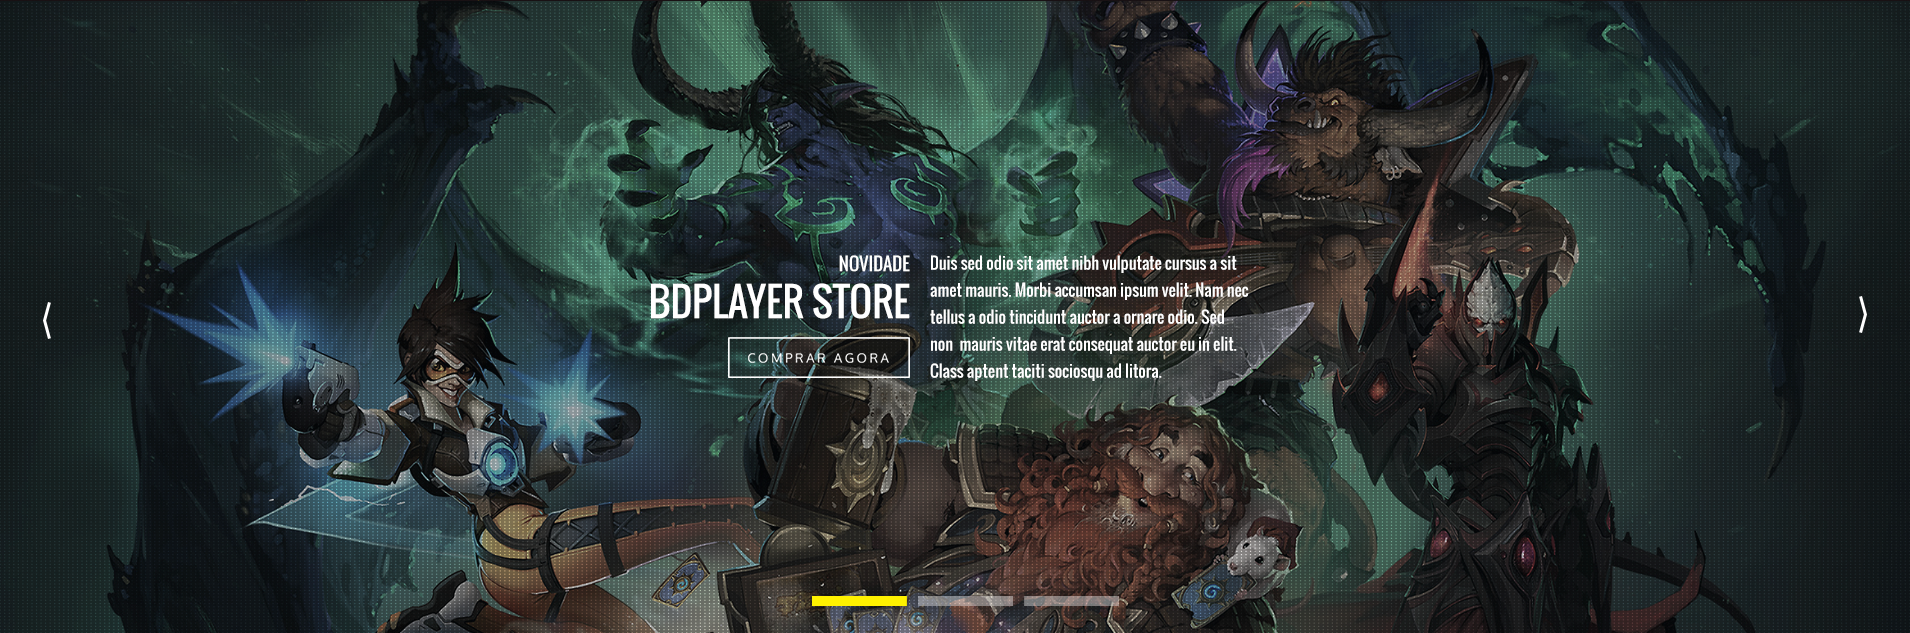 NOVIDADE
BDPLAYER STORE
COMPRAR AGORA
Duis sed odio sit amet nibh vulputate cursus a sit
amet mauris. Morbi accumsan ipsum velit. Nam nec
tellus a odio tincidunt auctor a ornare odio. Sed
non  mauris vitae erat consequat auctor eu in elit.
Class aptent taciti sociosqu ad litora.